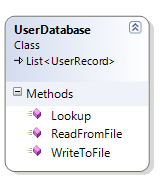 UserDatabase
Class
List<UserRecord>
Methods
Lookup
ReadFromFile
WriteToFile